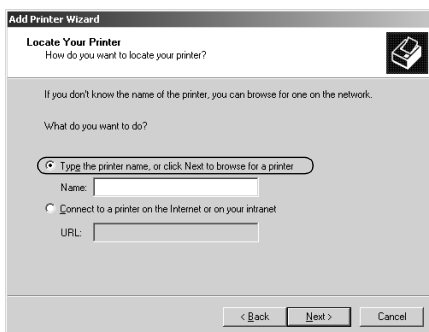 Add Printer Wizard
Locate Your Printer
How do you want to locate your printer?
If you don't know the name of the printer, you can browse for one on the network.
What do you want to do?
Type the printer name, or click Next to browse for a printer
Name:
Connect to a printer on the Internet or on your intranet
URL:
< Back Next > Cancel